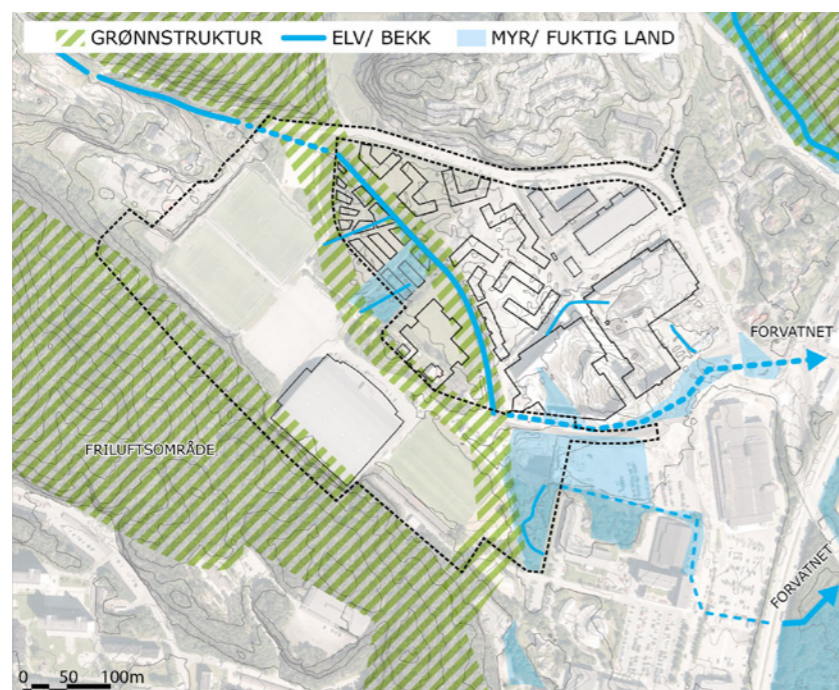 GRØNNSTRUKTUR ELV/ BEKK MYR/ FUKTIG LAND
FORVATNET
FRILUFTSOMRÅDE
FORVATNET
0 50 100m